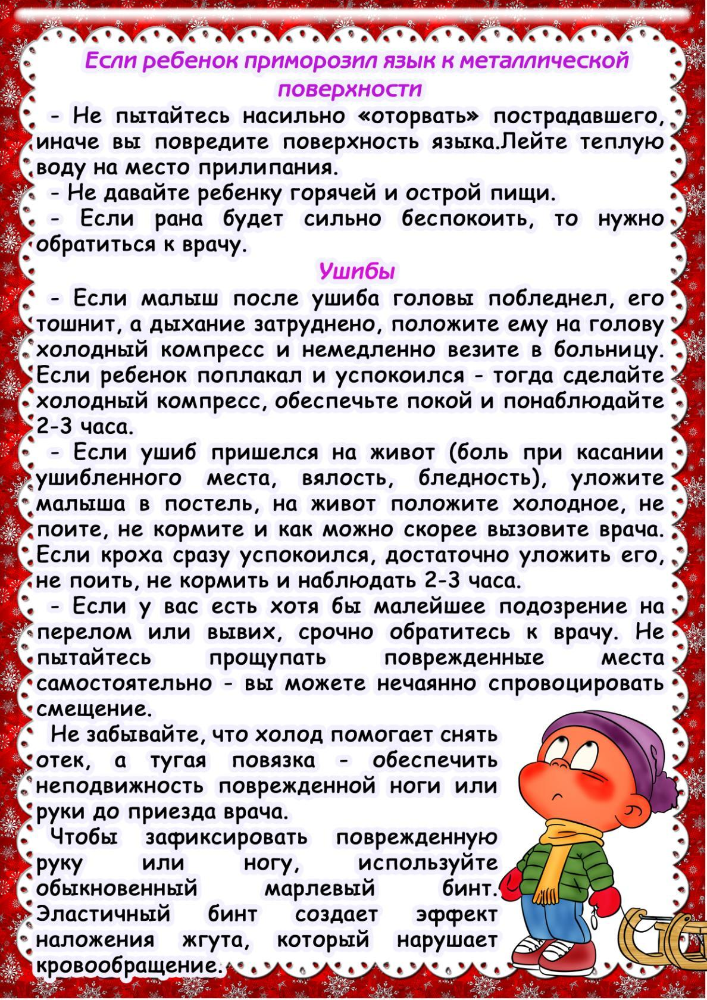 Если ребенок приморозил язык к металлической
поверхности
- Не пытайтесь насильно «оторвать» пострадавшего,
иначе вы повредите поверхность языка.Лейте теплую
воду на место прилипания.
- Не давайте ребенку горячей и острой пищи.
- Если рана будет сильно беспокоить, то нужно
обратиться к врачу.
Ушибы
- Если малыш после ушиба головы побледнел, его
тошнит, а дыхание затруднено, положите ему на голову
холодный компресс и немедленно везите в больницу.
Если ребенок поплакал и успокоился - тогда сделайте
холодный компресс, обеспечьте покой и понаблюдайте
2-3 часа.
- Если ушиб пришелся на живот (боль при касании
ушибленного места, вялость, бледность), уложите
малыша в постель, на живот положите холодное, не
поите, не кормите и как можно скорее вызовите врача.
Если кроха сразу успокоился, достаточно уложить его,
не поить, не кормить и наблюдать 2-3 часа.
- Если у вас есть хотя бы малейшее подозрение на
перелом или вывих, срочно обратитесь к врачу. Не
пытайтесь прощупать поврежденные места
самостоятельно - вы можете нечаянно спровоцировать
смещение.
Не забывайте, что холод помогает снять
отек, а тугая повязка - обеспечить
неподвижность поврежденной ноги или
руки до приезда врача.
Чтобы зафиксировать поврежденную
руку или ногу, используйте
обыкновенный марлевый бинт.
Эластичный бинт создает эффект
наложения жгута, который нарушает
кровообращение.